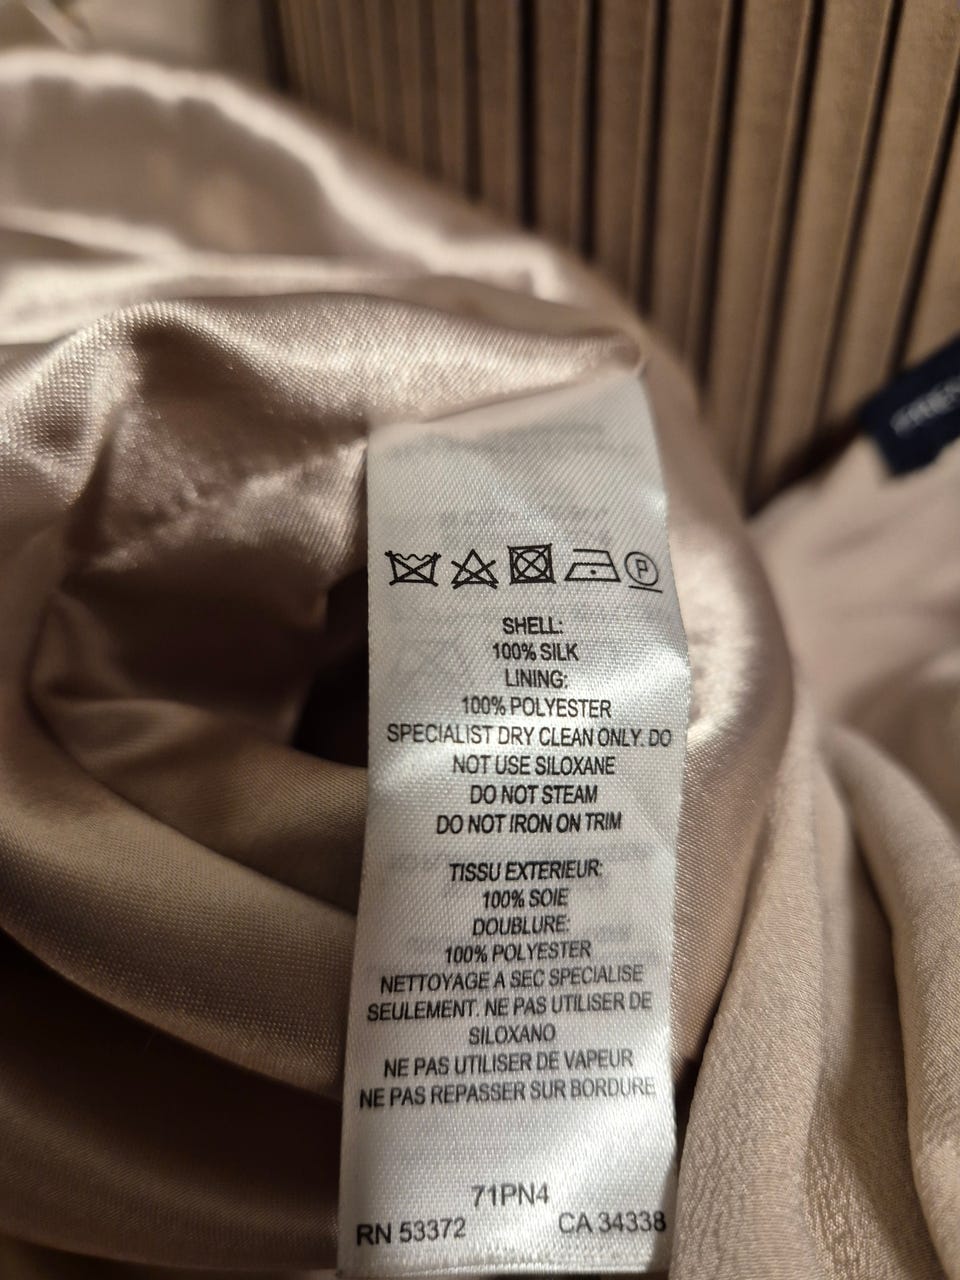 P
SHELL:
100% SILK
LINING:
100% POLYESTER
SPECIALIST DRY CLEAN ONLY. DO
NOT USE SILOXANE
DO NOT STEAM
DO NOT IRON ON TRIM
TISSU EXTERIEUR:
100% SOIE
DOUBLURE:
100% POLYESTER
NETTOYAGE A SEC SPECIALISE
SEULEMENT. NE PAS UTILISER DE
SILOXANO
NE PAS UTILISER DE VAPEUR
NE PAS REPASSER SUR BORDURE
71PN4
RN 53372 CA 34338